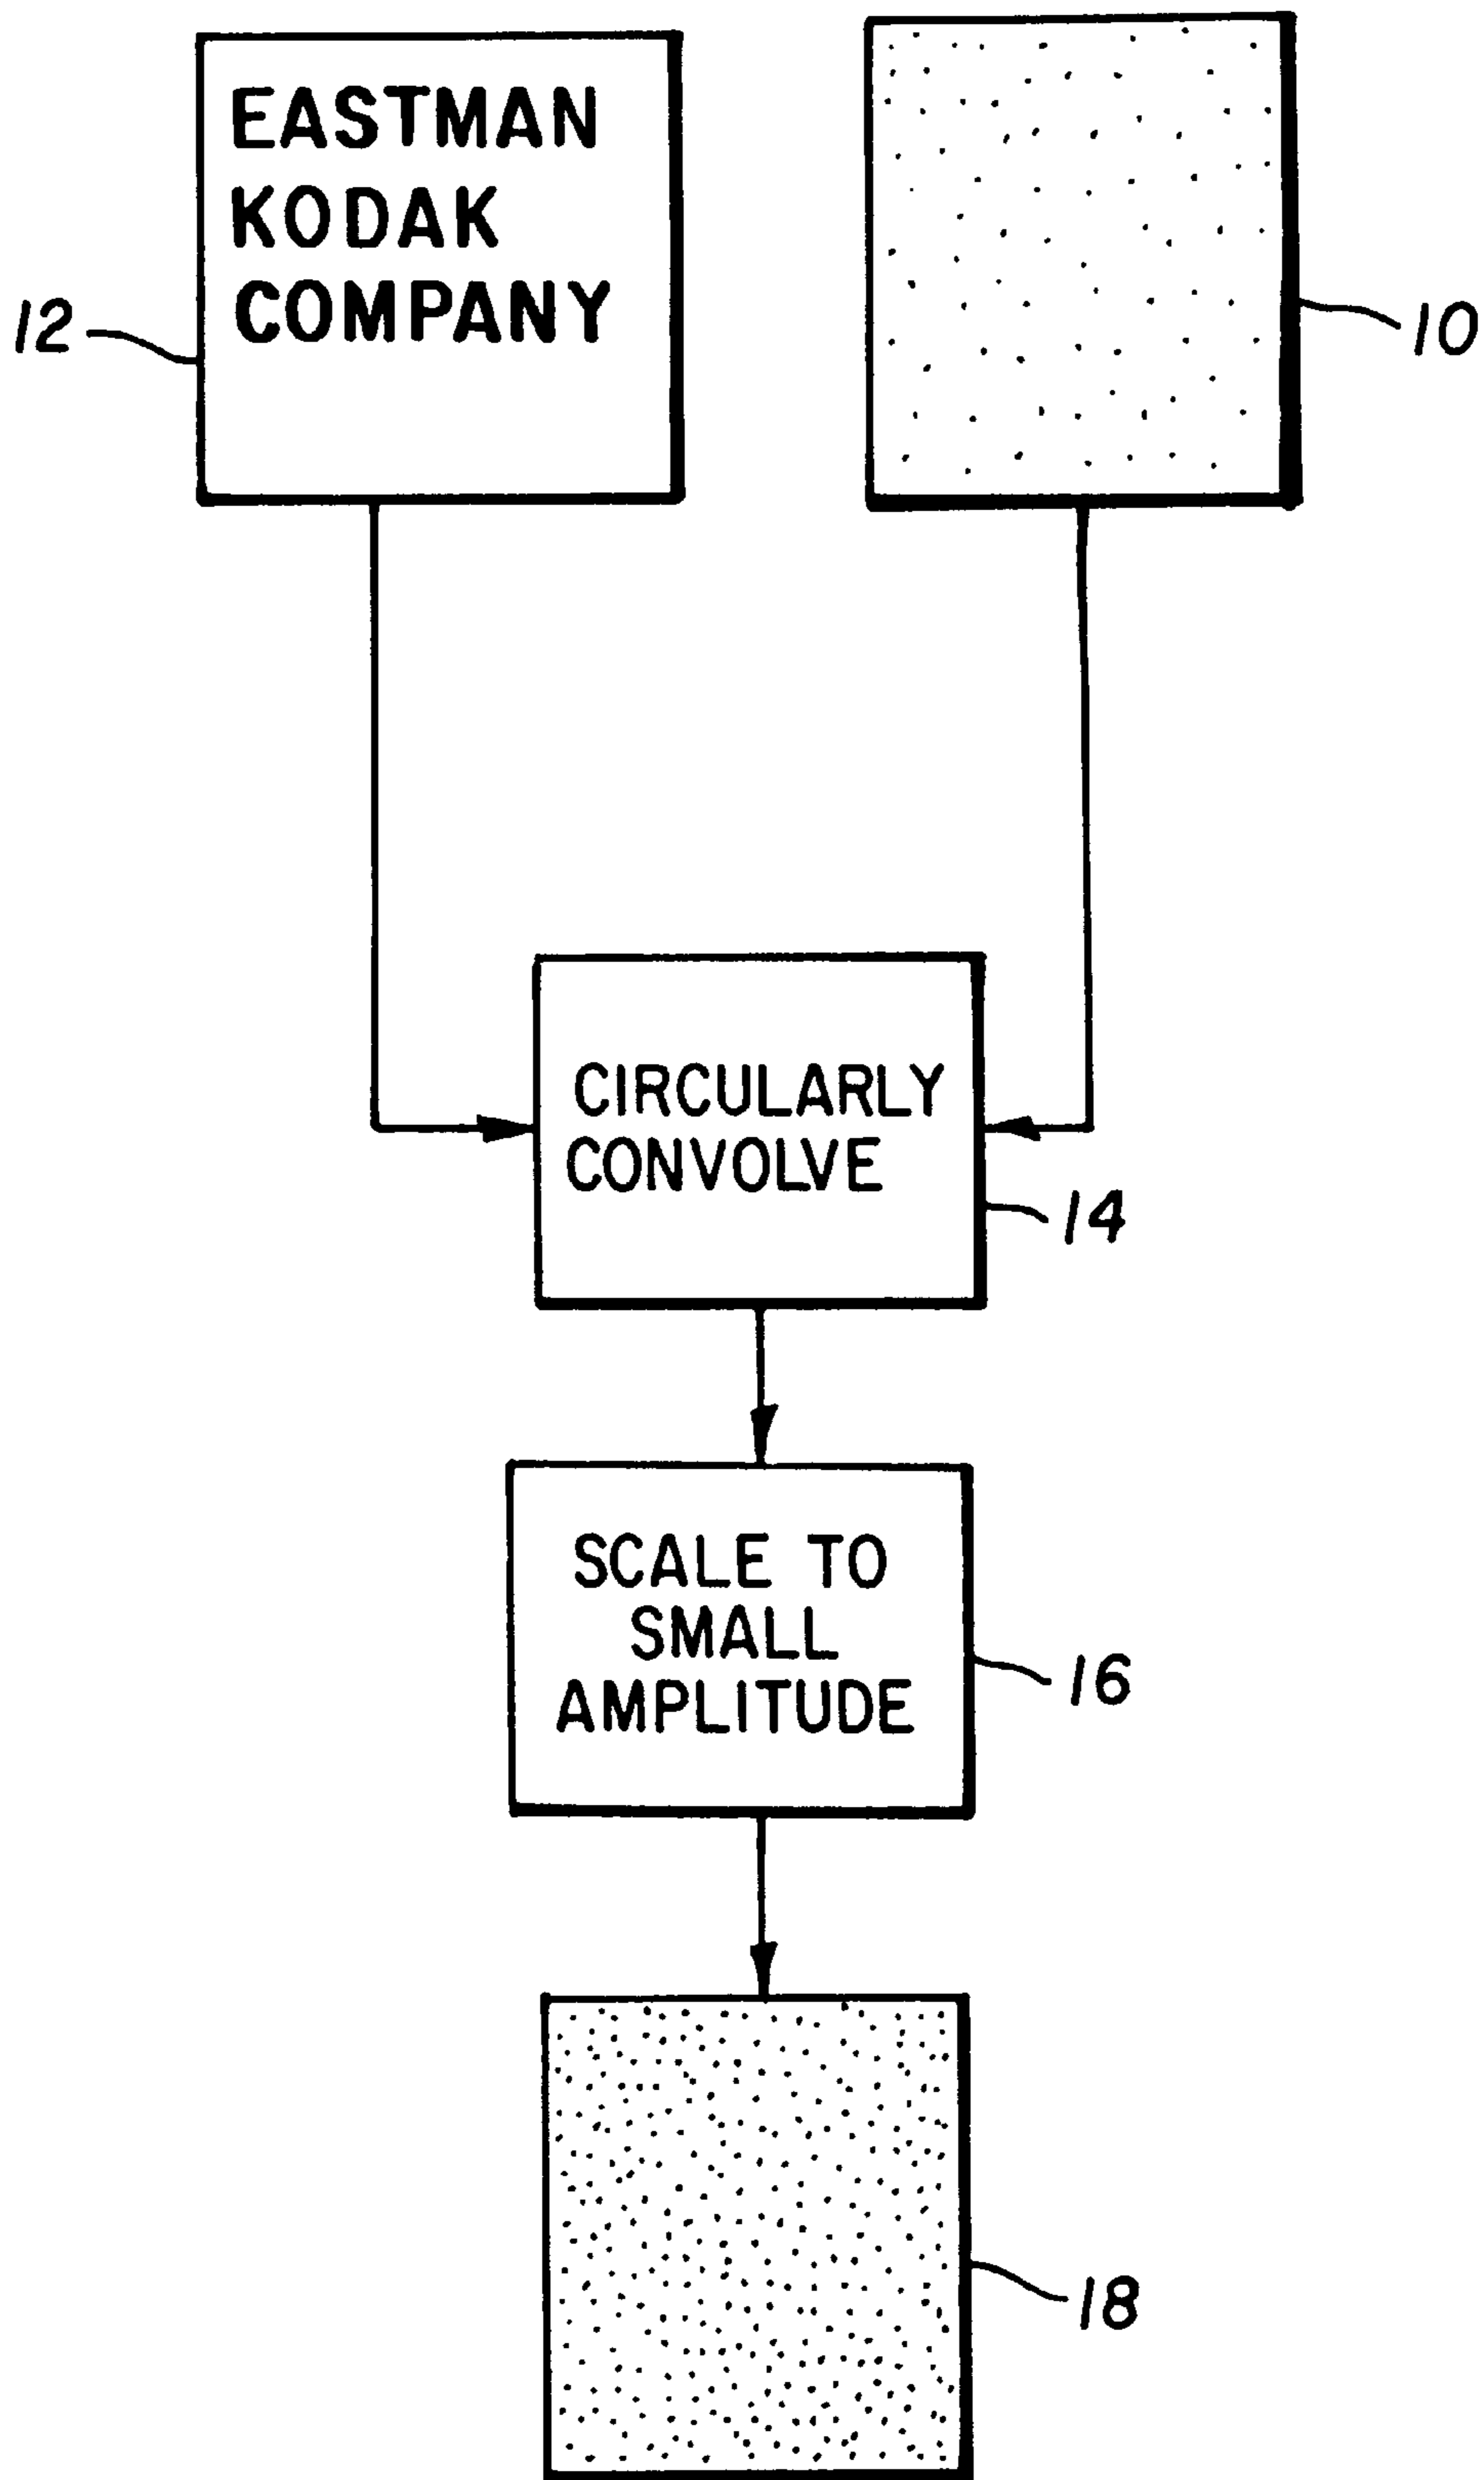 EASTMAN
KODAK
COMPANY
12
10
CIRCULARLY
CONVOLVE
14
SCALE TO
SMALL
AMPLITUDE
16
18